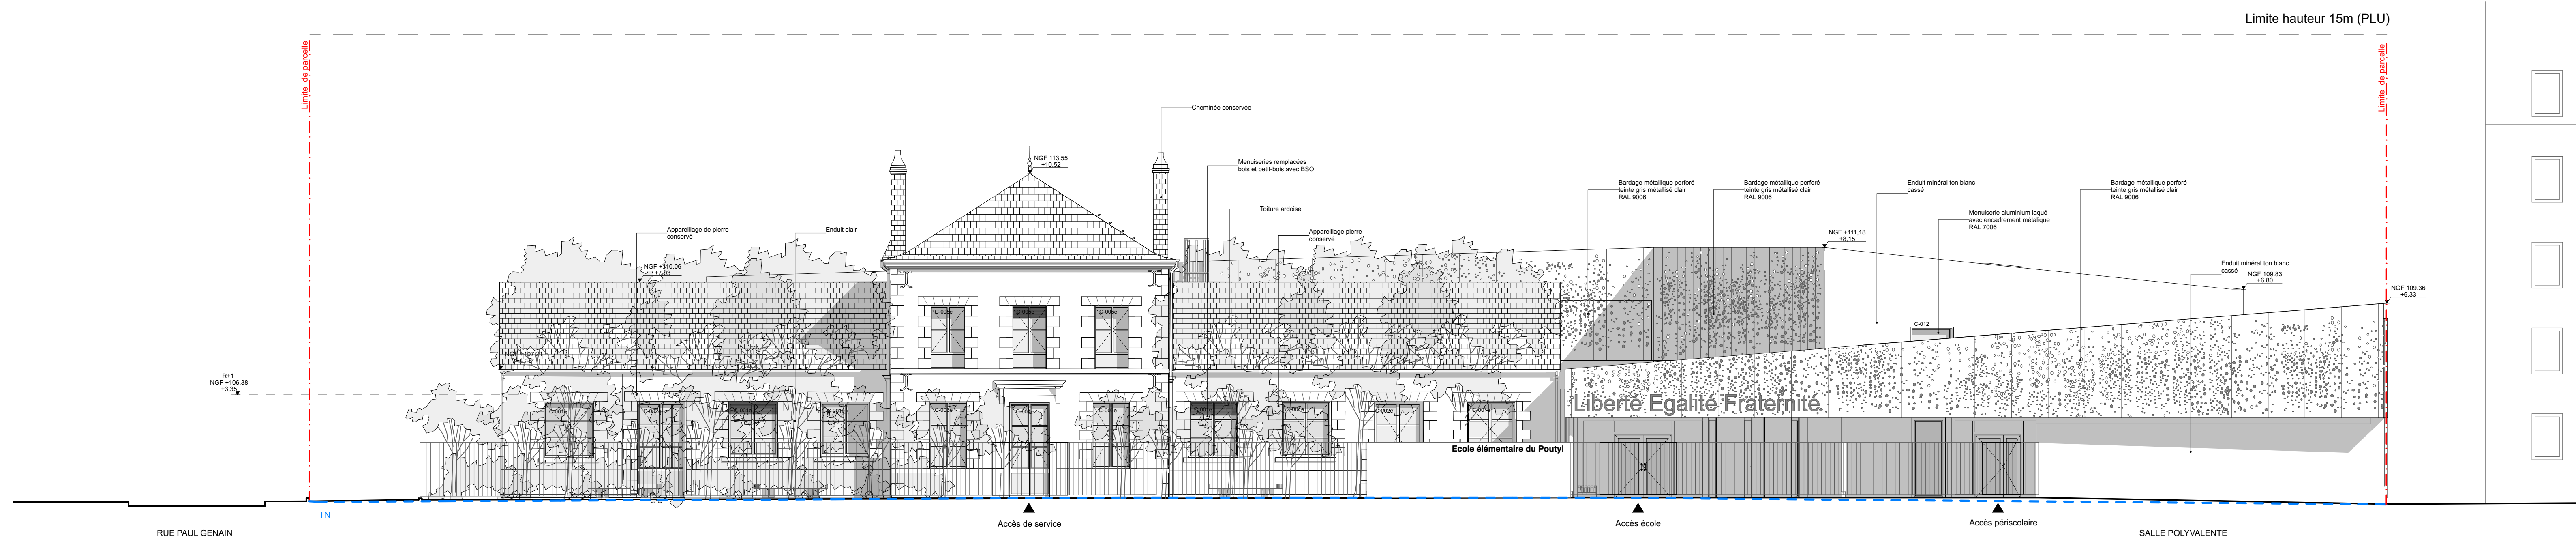 Limite hauteur 15m (PLU)
Limite de parcelle
Limite de parcelle
Cheminée conservée
NGF 113.55
+10.52
Menuiseries remplacées
bois et petit-bois avec BSO
Toiture ardoise
Appareillage pierre
conservé
Appareillage de pierre
conservé
Enduit clair
NGF +110,06
+7.03
R+1
NGF +106,38
+3,35
Bardage métallique perforé
teinte gris métallisé clair
RAL 9006
Bardage métallique perforé
teinte gris métallisé clair
RAL 9006
Enduit minéral ton blanc
cassé
Menuiserie aluminium laqué
avec encadrement métalique
RAL 7006
Bardage métallique perforé
teinte gris métallisé clair
RAL 9006
NGF +111,18
+8,15
Enduit minéral ton blanc
cassé
NGF 109.83
+6.80
NGF 109.36
+6.33
C-012
Liberté Egalité Fraternité
Ecole élémentaire du Poutyl
TN
RUE PAUL GENAIN
Accès de service
Accès école
Accès périscolaire
SALLE POLYVALENTE